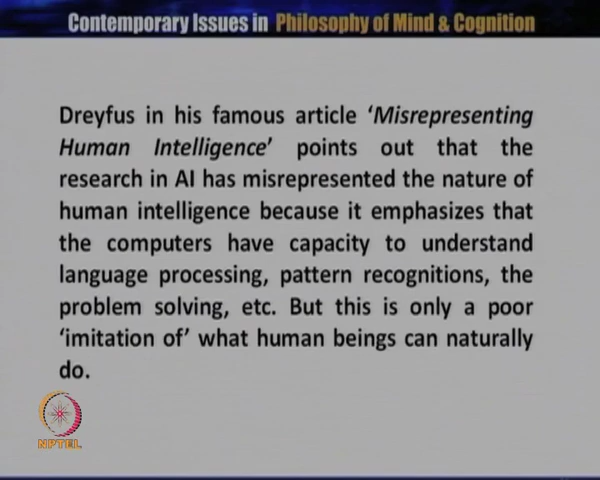 Contemporary Issues in Philosophy of Mind & Cognition
Dreyfus in his famous article ‘Misrepresenting
Human Intelligence’ points out that the
research in AI has misrepresented the nature of
human intelligence because it emphasizes that
the computers have capacity to understand
language processing, pattern recognitions, the
problem solving, etc. But this is only a poor
‘imitation of’ what human beings can naturally
do.
NPTEL